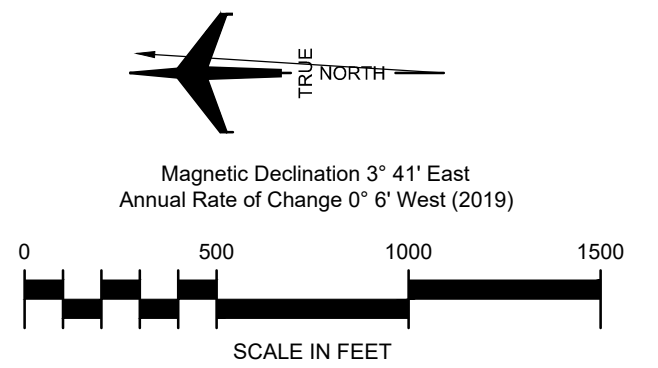 TRUE
NORTH
Magnetic Declination 3° 41' East
Annual Rate of Change 0° 6' West (2019)
0 500 1000 1500
SCALE IN FEET